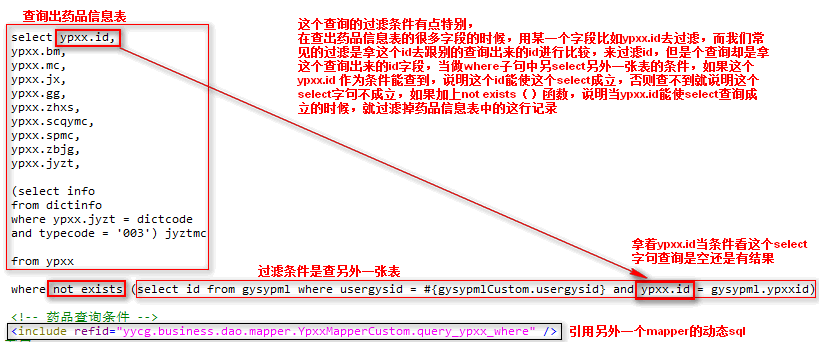 查询出药品信息表
select ypxx.id,
ypxx.bm,
ypxx.mc,
ypxx.jx,
ypxx.gg,
ypxx.zhxs,
ypxx.scqymc,
ypxx.spmc,
ypxx.zbjg,
ypxx.jyzt,
(select info
from dictinfo
where ypxx.jyzt = dictcode
and typecode = '003') jyztmc
from ypxx
这个查询的过滤条件有点特别，
在查出药品信息表的很多字段的时候，用某一个字段比如ypxx.id去过滤，而我们常
见的过滤是拿这个id去跟别的查询出来的id进行比较，来过滤id，但是个查询却是拿
这个查询出来的id字段，当做where子句中另select另外一张表的条件，如果这个
ypxx.id 作为条件能查到，说明这个id能使这个select成立，否则查不到就说明这个
select字句不成立，如果加上not exists（）函数，说明当ypxx.id能使select查询成
立的时候，就过滤掉药品信息表中的这行记录
拿着ypxx.id当条件看这个select
字句查询是空还是有结果
过滤条件是查另外一张表
where not exists (select id from gysypml where usergysid = #{gysypmlCustom.usergysid} and ypxx.id = gysypml.ypxxid)
<!-- 药品查询条件 -->
<include refid="yycg.business.dao.mapper.YpxxMapperCustom.query_ypxx_where" />
引用另外一个mapper的动态sql